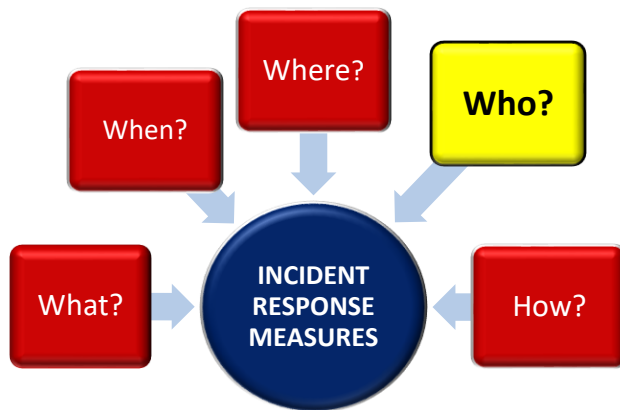 Where?
Who?
When?
What?
INCIDENT
RESPONSE
MEASURES
How?